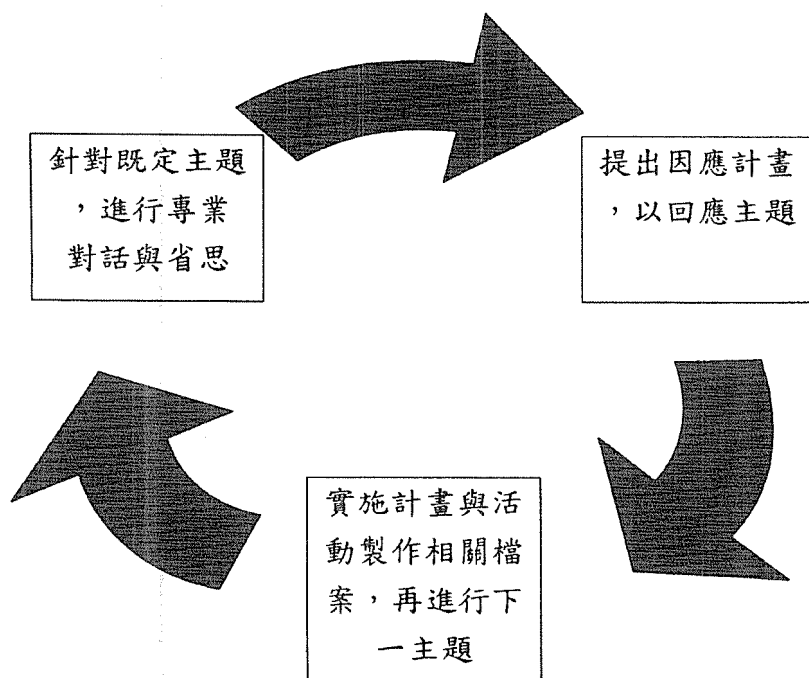 針對既定主題
，進行專業
對話與省思
提出因應計畫
，以回應主題
實施計畫與活
動製作相關檔
案，再進行下
一主題